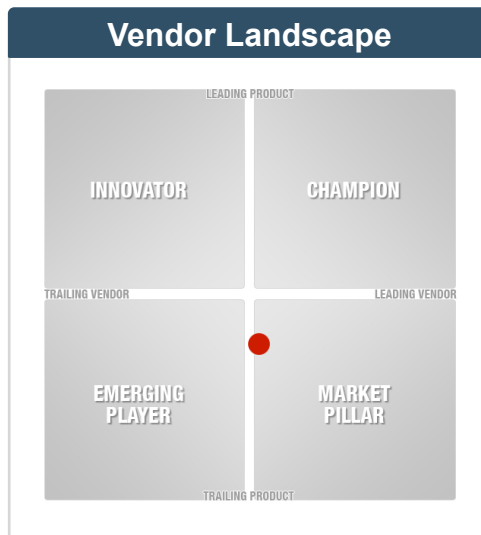 Vendor Landscape
LEADING PRODUCT
INNOVATOR
CHAMPION
TRAILING VENDOR
LEADING VENDOR
EMERGING
PLAYER
MARKET
PILLAR
TRAILING PRODUCT